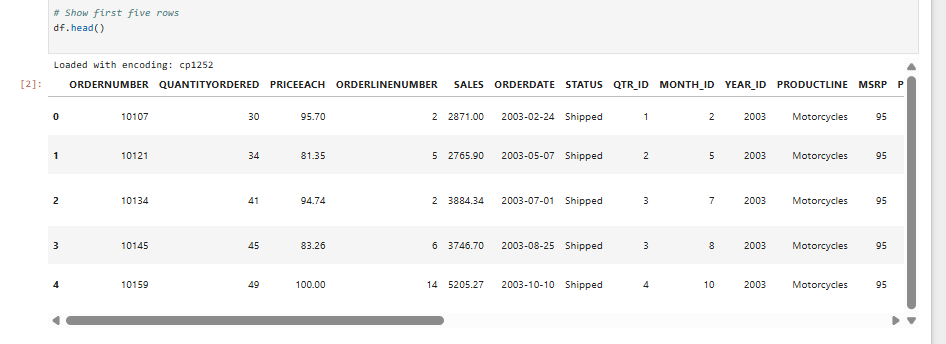 # Show first five rows
df.head()
Loaded with encoding: cp1252
[2]:
ORDERNUMBER QUANTITYORDERED PRICEEACH ORDERLINENUMBER SALES ORDERDATE STATUS QTR_ID MONTH_ID YEAR_ID PRODUCTLINE MSRP P
0 10107 30 95.70 2 2871.00 2003-02-24 Shipped 1 2 2003 Motorcycles 95
1 10121 34 81.35 5 2765.90 2003-05-07 Shipped 2 5 2003 Motorcycles 95
2 10134 41 94.74 2 3884.34 2003-07-01 Shipped 3 7 2003 Motorcycles 95
3 10145 45 83.26 6 3746.70 2003-08-25 Shipped 3 8 2003 Motorcycles 95
4 10159 49 100.00 14 5205.27 2003-10-10 Shipped 4 10 2003 Motorcycles 95